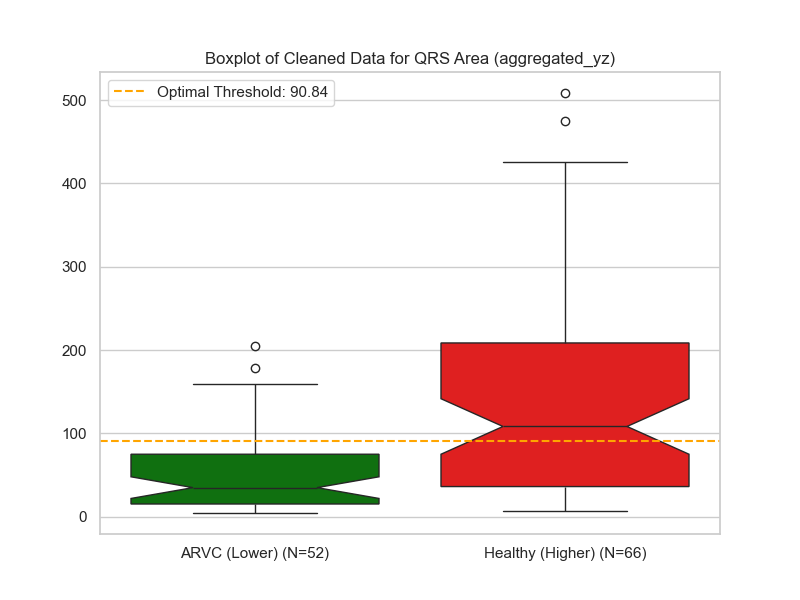 Boxplot of Cleaned Data for QRS Area (aggregated_yz)
Optimal Threshold: 90.84
500
400
300
200
100
0
ARVC (Lower) (N=52)
Healthy (Higher) (N=66)